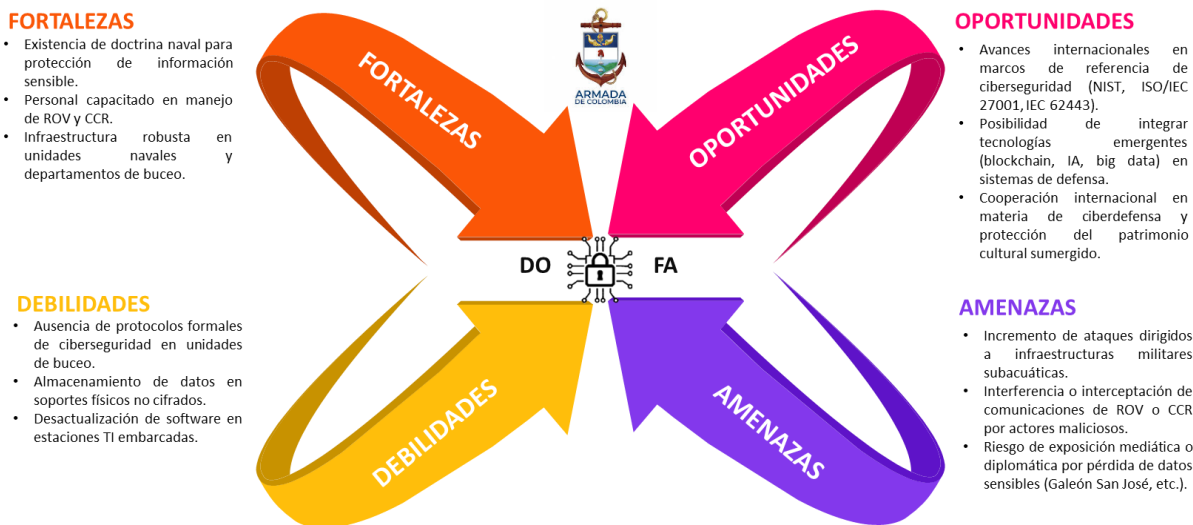 FORTALEZAS
• Existencia de doctrina naval para
protección de información
sensible.
• Personal capacitado en manejo
de ROV y CCR.
• Infraestructura robusta en
unidades navales y
departamentos de buceo.
FORTALEZAS
ARMADA
DE COLOMBIA
OPORTUNIDADES
OPORTUNIDADES
• Avances internacionales en
marcos de referencia de
ciberseguridad (NIST, ISO/IEC
27001, IEC 62443).
• Posibilidad de integrar
tecnologías emergentes
(blockchain, IA, big data) en
sistemas de defensa.
• Cooperación internacional en
materia de ciberdefensa y
protección del patrimonio
cultural sumergido.
DO
FA
DEBILIDADES
• Ausencia de protocolos formales
de ciberseguridad en unidades
de buceo.
• Almacenamiento de datos en
soportes físicos no cifrados.
• Desactualización de software en
estaciones TI embarcadas.
DEBILIDADES
AMENAZAS
AMENAZAS
• Incremento de ataques dirigidos
a infraestructuras militares
subacuáticas.
• Interferencia o interceptación de
comunicaciones de ROV o CCR
por actores maliciosos.
• Riesgo de exposición mediática o
diplomática por pérdida de datos
sensibles (Galeón San José, etc.).